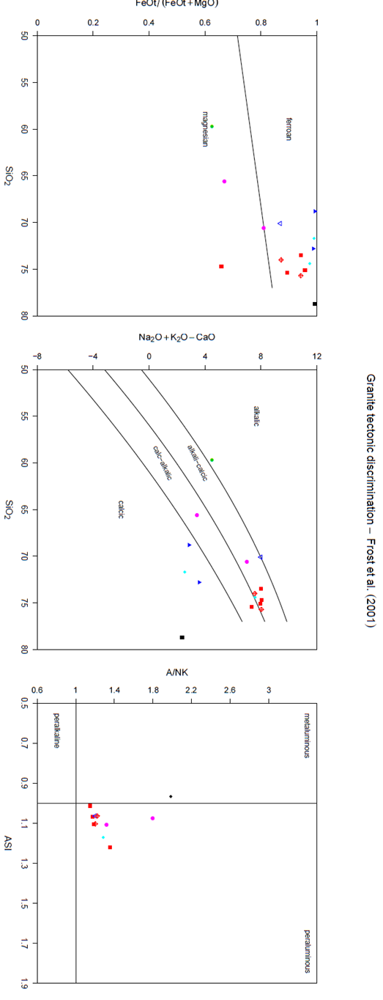 Granite tectonic discrimination – Frost et al. (2001)
FeOt/(FeOt+MgO)
0 0.2 0.4 0.6 0.8 1
50 55 60 65 70 75 80
SiO2
ferroan
magnesian
Na2O+K2O−CaO
−8 −4 0 4 8 12
50 55 60 65 70 75 80
SiO2
alkalic
alkali−calcic
calc−alkalic
calcic
A/NK
0.6 1 1.4 1.8 2.2 2.6 3
0.5 0.7 0.9 1.1 1.3 1.5 1.7 1.9
ASI
metaluminous
peraluminous
peralkaline